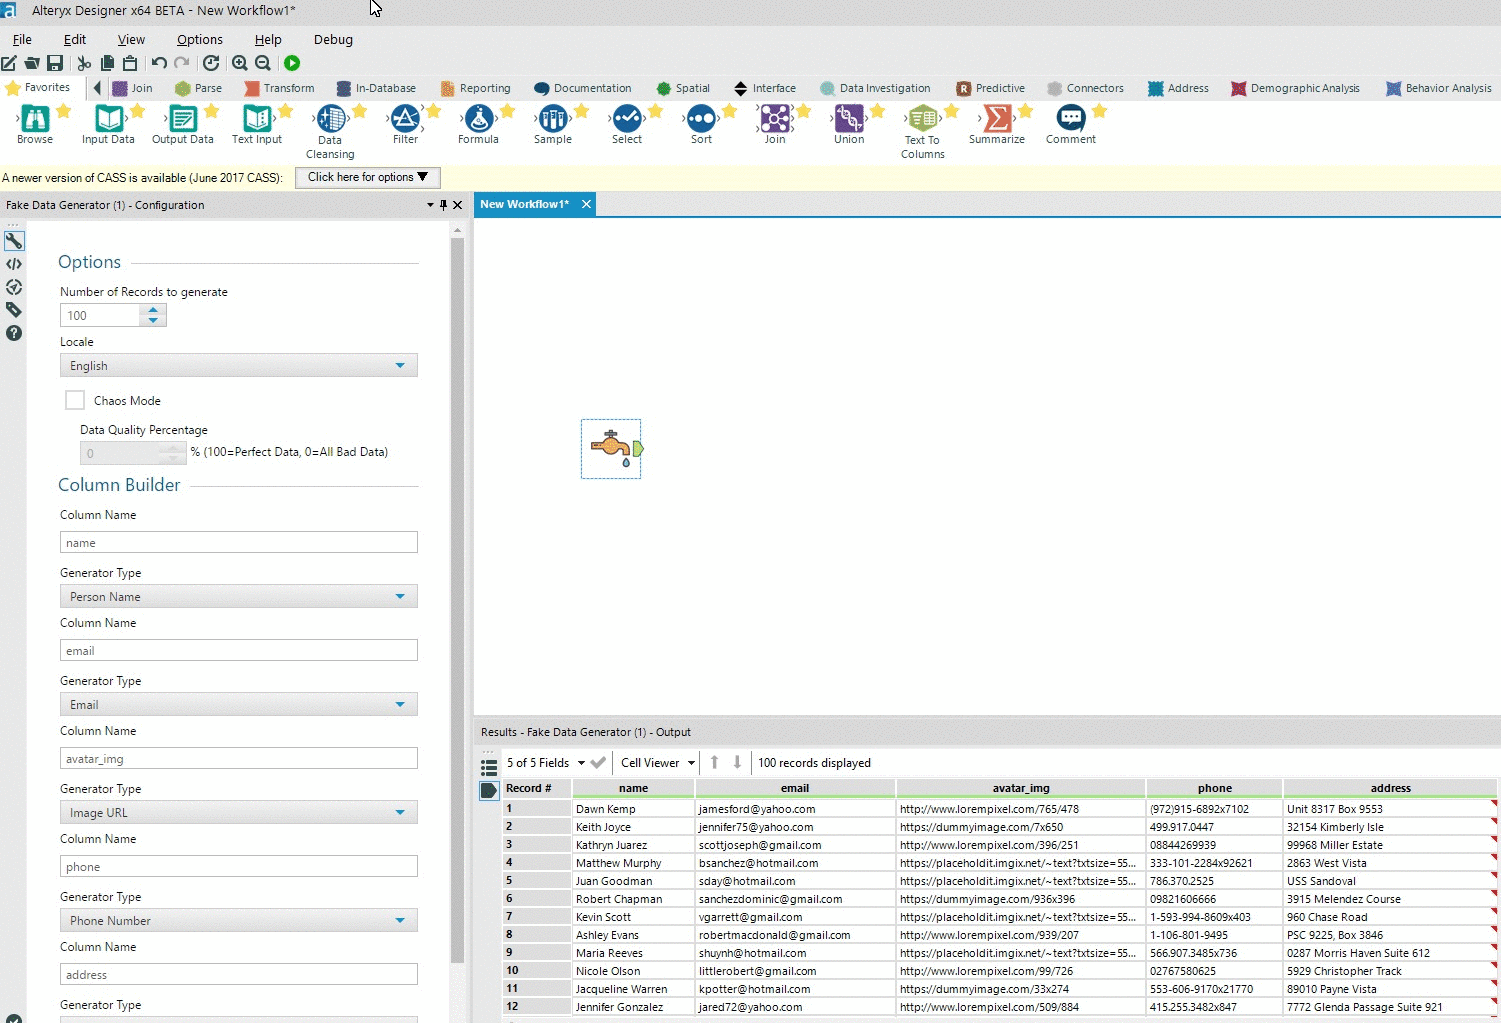 Alteryx Designer x64 BETA - New Workflow1*
File Edit View Options Help Debug
Favorites Join Parse Transform In-Database Reporting Documentation Spatial Interface Data Investigation Predictive Connectors Address Demographic Analysis Behavior Analysis
Browse Input Data Output Data Text Input Data Cleansing Filter Formula Sample Select Sort Join Union Text To Columns Summarize Comment
A newer version of CASS is available (June 2017 CASS): Click here for options ▼
Fake Data Generator (1) - Configuration
New Workflow1*
Options
Number of Records to generate
100
Locale
English
Chaos Mode
Data Quality Percentage
0 % (100=Perfect Data, 0=All Bad Data)
Column Builder
Column Name
name
Generator Type
Person Name
Column Name
email
Generator Type
Email
Column Name
avatar_img
Generator Type
Image URL
Column Name
phone
Generator Type
Phone Number
Column Name
address
Generator Type
Results - Fake Data Generator (1) - Output
5 of 5 Fields Cell Viewer 100 records displayed
Record # name email avatar_img phone address
1 Dawn Kemp jamesford@yahoo.com http://www.lorempixel.com/765/478 (972)915-6892x7102 Unit 8317 Box 9553
2 Keith Joyce jennifer75@yahoo.com https://dummyimage.com/7x650 499.917.0447 32154 Kimberly Isle
3 Kathryn Juarez scottjoseph@gmail.com http://www.lorempixel.com/396/251 08844269939 99968 Miller Estate
4 Matthew Murphy bsanchez@hotmail.com https://placeholdit.imgix.net/~text?txtsize=55... 333-101-2284x92621 2863 West Vista
5 Juan Goodman sday@hotmail.com https://placeholdit.imgix.net/~text?txtsize=55... 786.370.2525 USS Sandoval
6 Robert Chapman sanchezdominic@gmail.com https://dummyimage.com/936x396 09821606666 3915 Melendez Course
7 Kevin Scott vgarrett@gmail.com https://placeholdit.imgix.net/~text?txtsize=55... 1-593-994-8609x403 960 Chase Road
8 Ashley Evans robertmacdonald@gmail.com http://www.lorempixel.com/939/207 1-106-801-9495 PSC 9225, Box 3846
9 Maria Reeves shuynh@hotmail.com https://placeholdit.imgix.net/~text?txtsize=55... 566.907.3485x736 0287 Morris Haven Suite 612
10 Nicole Olson littlerobert@gmail.com http://www.lorempixel.com/99/726 02767580625 5929 Christopher Track
11 Jacqueline Warren kpotter@hotmail.com https://dummyimage.com/33x274 553-606-9170x21770 89010 Payne Vista
12 Jennifer Gonzalez jared72@yahoo.com http://www.lorempixel.com/509/884 415.255.3482x847 7772 Glenda Passage Suite 921